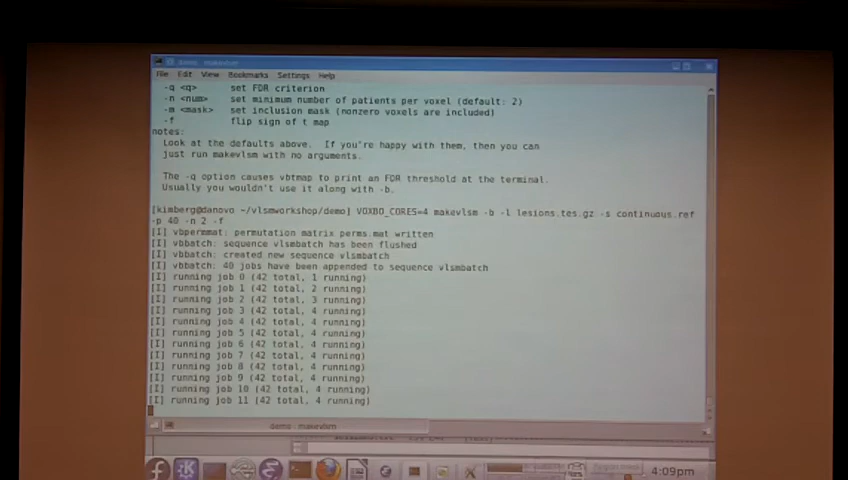 demo : makevlsm
File Edit View Bookmarks Settings Help
-q <q> set FDR criterion
-n <num> set minimum number of patients per voxel (default: 2)
-m <mask> set inclusion mask (nonzero voxels are included)
-f flip sign of t map
notes:
Look at the defaults above. If you're happy with them, then you can
just run makevlsm with no arguments.
The -q option causes vbtmap to print an FDR threshold at the terminal.
Usually you wouldn't use it along with -b.
[kimberg@danovo ~/vlsmworkshop/demo] VOXBO_CORES=4 makevlsm -b -l lesions.tes.gz -s continuous.ref
-p 40 -n 2 -f
[I] vbpermmat: permutation matrix perms.mat written
[I] vbbatch: sequence vlsmbatch has been flushed
[I] vbbatch: created new sequence vlsmbatch
[I] vbbatch: 40 jobs have been appended to sequence vlsmbatch
[I] running job 0 (42 total, 1 running)
[I] running job 1 (42 total, 2 running)
[I] running job 2 (42 total, 3 running)
[I] running job 3 (42 total, 4 running)
[I] running job 4 (42 total, 4 running)
[I] running job 5 (42 total, 4 running)
[I] running job 6 (42 total, 4 running)
[I] running job 7 (42 total, 4 running)
[I] running job 8 (42 total, 4 running)
[I] running job 9 (42 total, 4 running)
[I] running job 10 (42 total, 4 running)
[I] running job 11 (42 total, 4 running)
demo : makevlsm
4:09pm